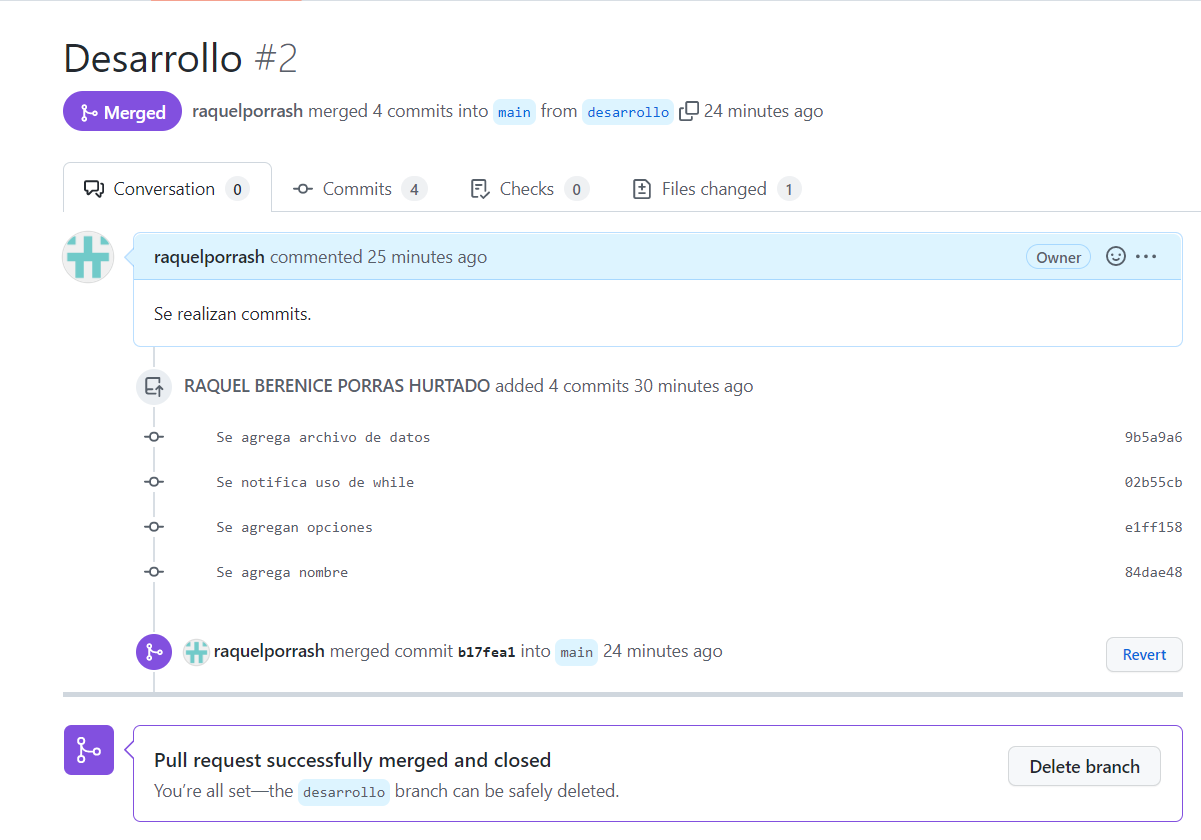 Desarrollo #2
Merged raquelporrash merged 4 commits into main from desarrollo 24 minutes ago
Conversation 0 Commits 4 Checks 0 Files changed 1
raquelporrash commented 25 minutes ago Owner
Se realizan commits.
RAQUEL BERENICE PORRAS HURTADO added 4 commits 30 minutes ago
Se agrega archivo de datos 9b5a9a6
Se notifica uso de while 02b55cb
Se agregan opciones e1ff158
Se agrega nombre 84dae48
raquelporrash merged commit b17fea1 into main 24 minutes ago Revert
Pull request successfully merged and closed
You’re all set—the desarrollo branch can be safely deleted.
Delete branch